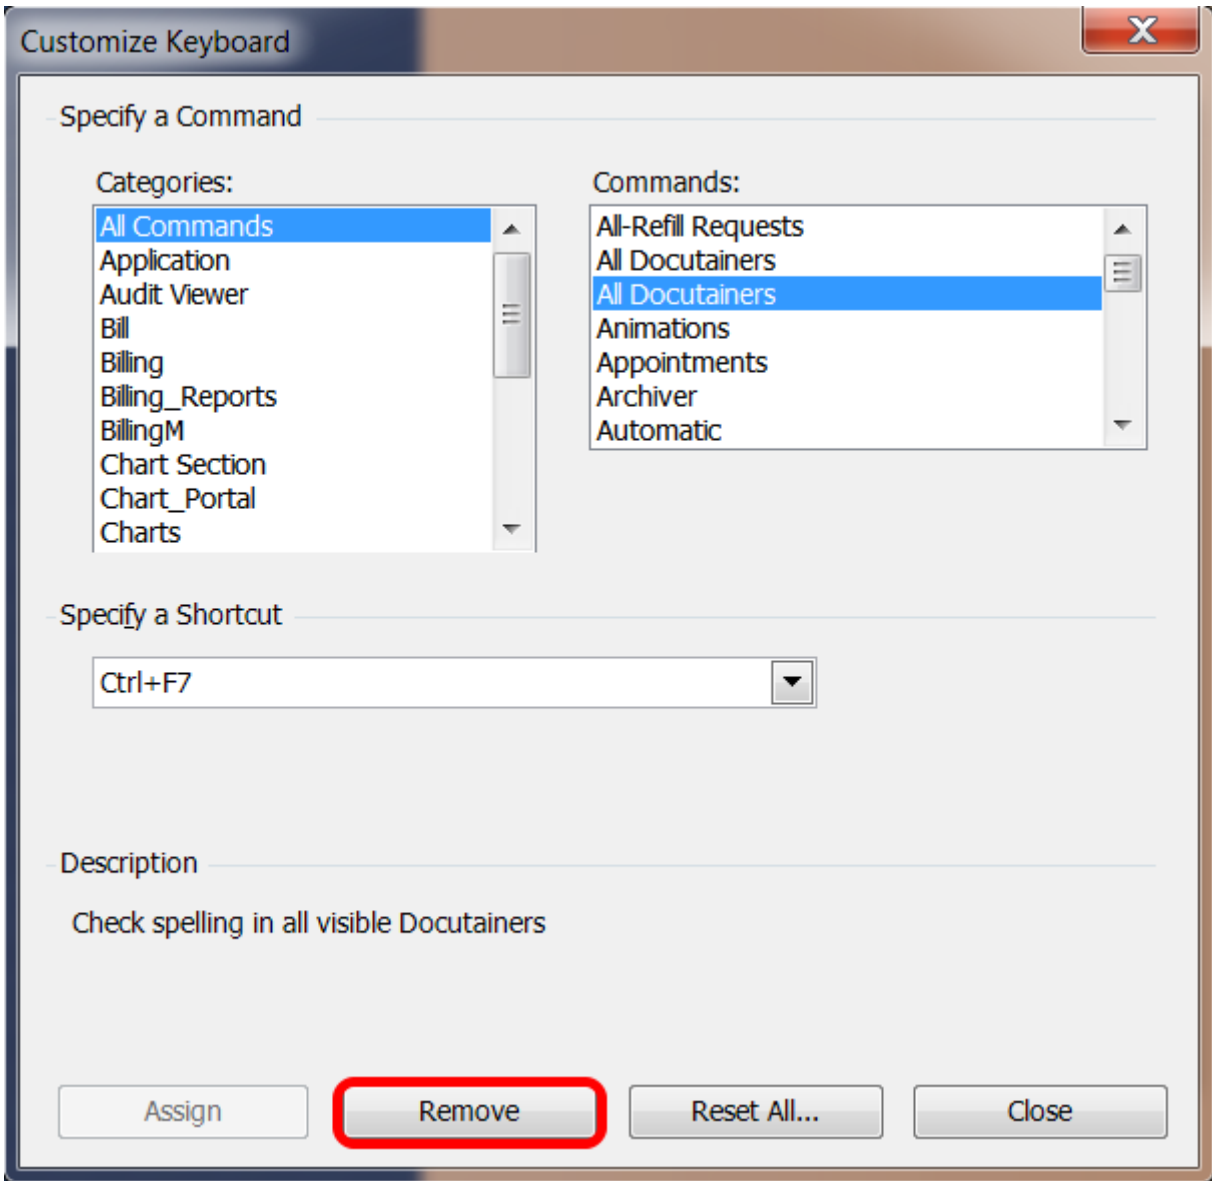 Customize Keyboard
X
Specify a Command
Categories:
All Commands
Application
Audit Viewer
Bill
Billing
Billing_Reports
BillingM
Chart Section
Chart_Portal
Charts
Commands:
All-Refill Requests
All Docutainers
All Docutainers
Animations
Appointments
Archiver
Automatic
Specify a Shortcut
Ctrl+F7
Description
Check spelling in all visible Docutainers
Assign
Remove
Reset All...
Close